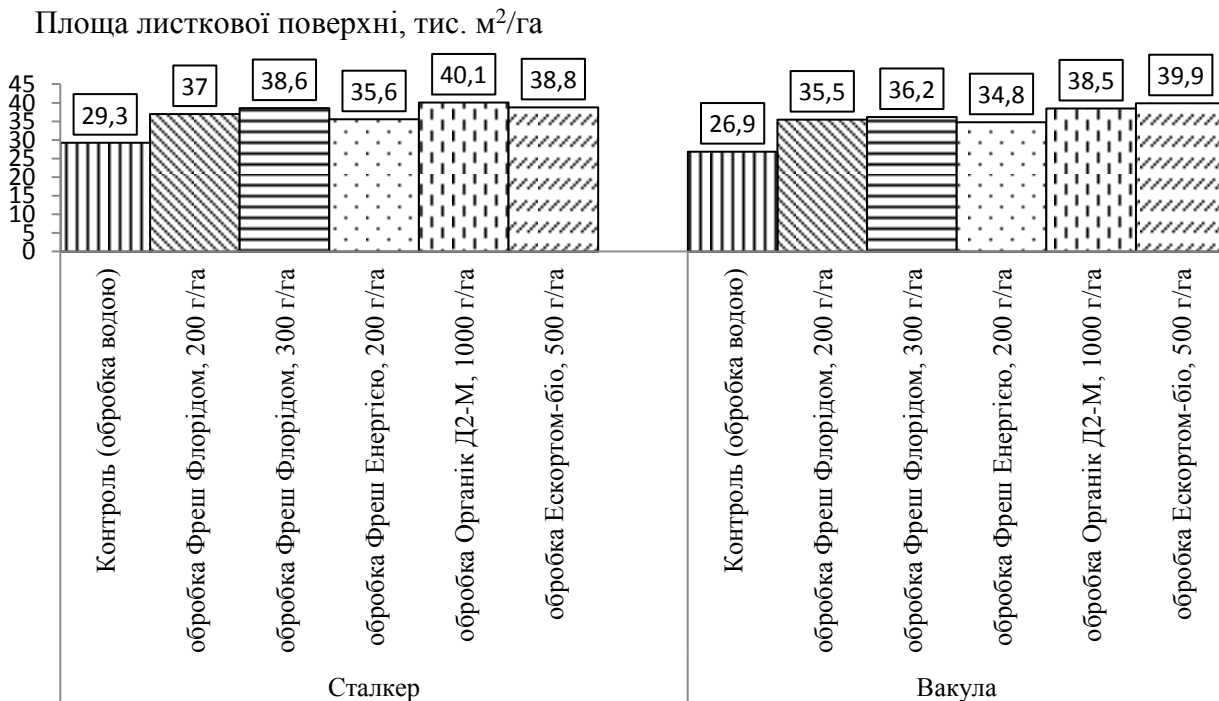 Площа листкової поверхні, тис. м²/га
45
40
35
30
25
20
15
10
5
0
29,3
37
38,6
35,6
40,1
38,8
26,9
35,5
36,2
34,8
38,5
39,9
Контроль (обробка водою)
обробка Фреш Флорідом, 200 г/га
обробка Фреш Флорідом, 300 г/га
обробка Фреш Енергією, 200 г/га
обробка Органік Д2-М, 1000 г/га
обробка Ескортом-біо, 500 г/га
Контроль (обробка водою)
обробка Фреш Флорідом, 200 г/га
обробка Фреш Флорідом, 300 г/га
обробка Фреш Енергією, 200 г/га
обробка Органік Д2-М, 1000 г/га
обробка Ескортом-біо, 500 г/га
Сталкер
Вакула